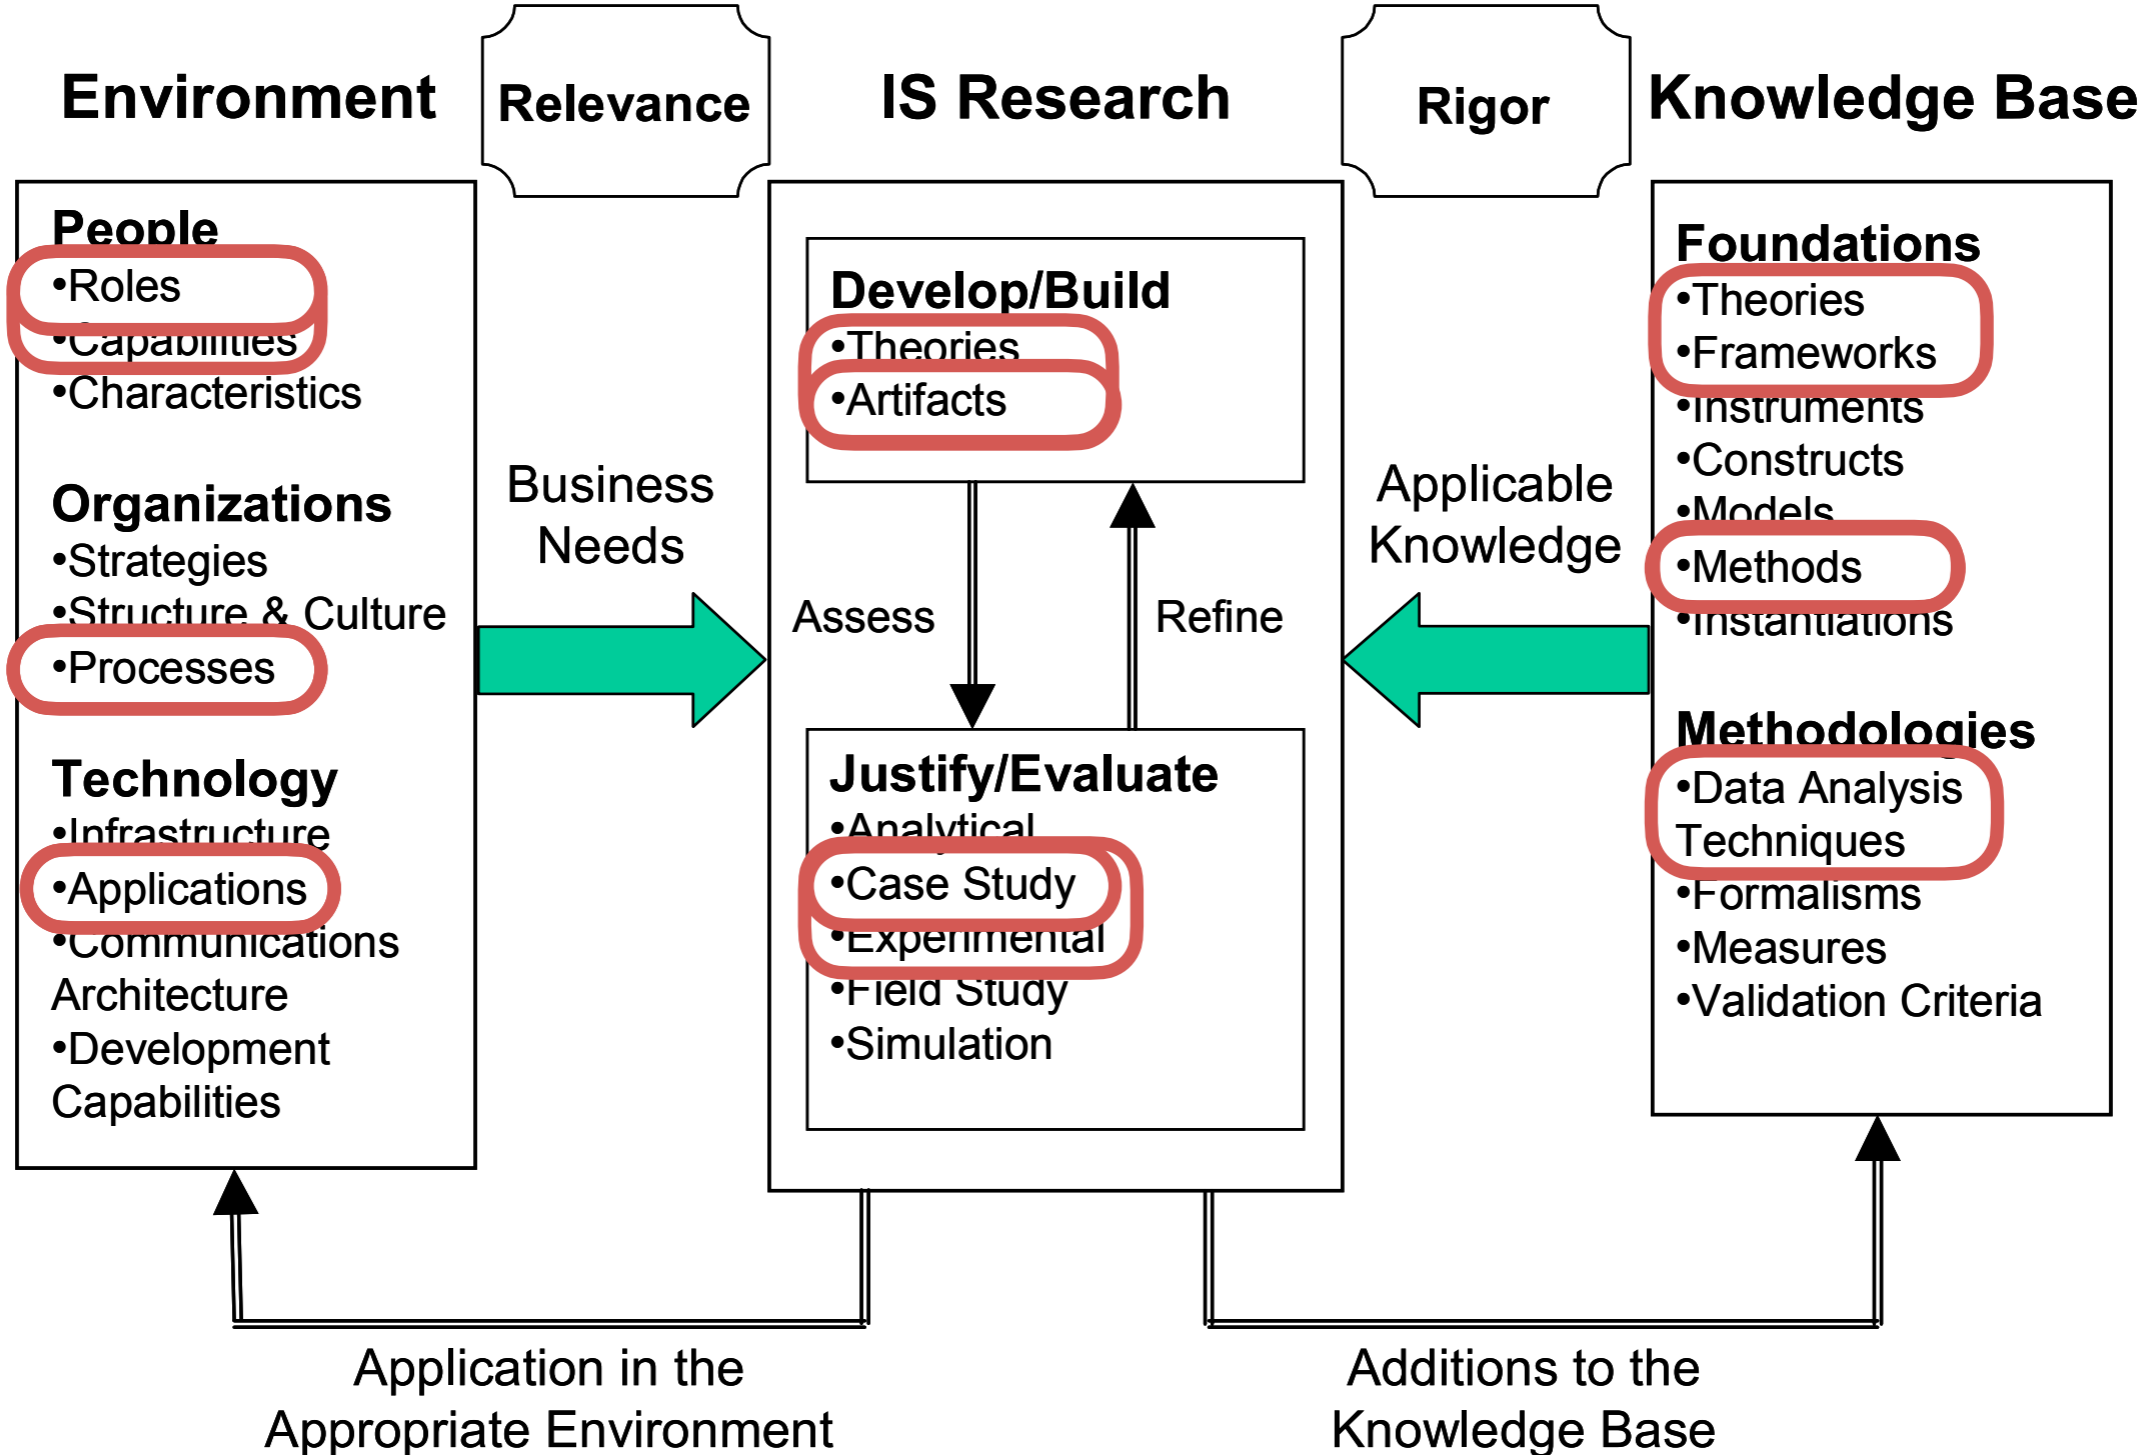 Environment
Relevance
IS Research
Rigor
Knowledge Base
People
•Roles
•Capabilities
•Characteristics
Organizations
•Strategies
•Structure & Culture
•Processes
Technology
•Infrastructure
•Applications
•Communications
Architecture
•Development
Capabilities
Business
Needs
Develop/Build
•Theories
•Artifacts
Assess
Refine
Justify/Evaluate
•Analytical
•Case Study
•Experimental
•Field Study
•Simulation
Applicable
Knowledge
Foundations
•Theories
•Frameworks
•Instruments
•Constructs
•Models
•Methods
•Instantiations
Methodologies
•Data Analysis
Techniques
•Formalisms
•Measures
•Validation Criteria
Application in the
Appropriate Environment
Additions to the
Knowledge Base